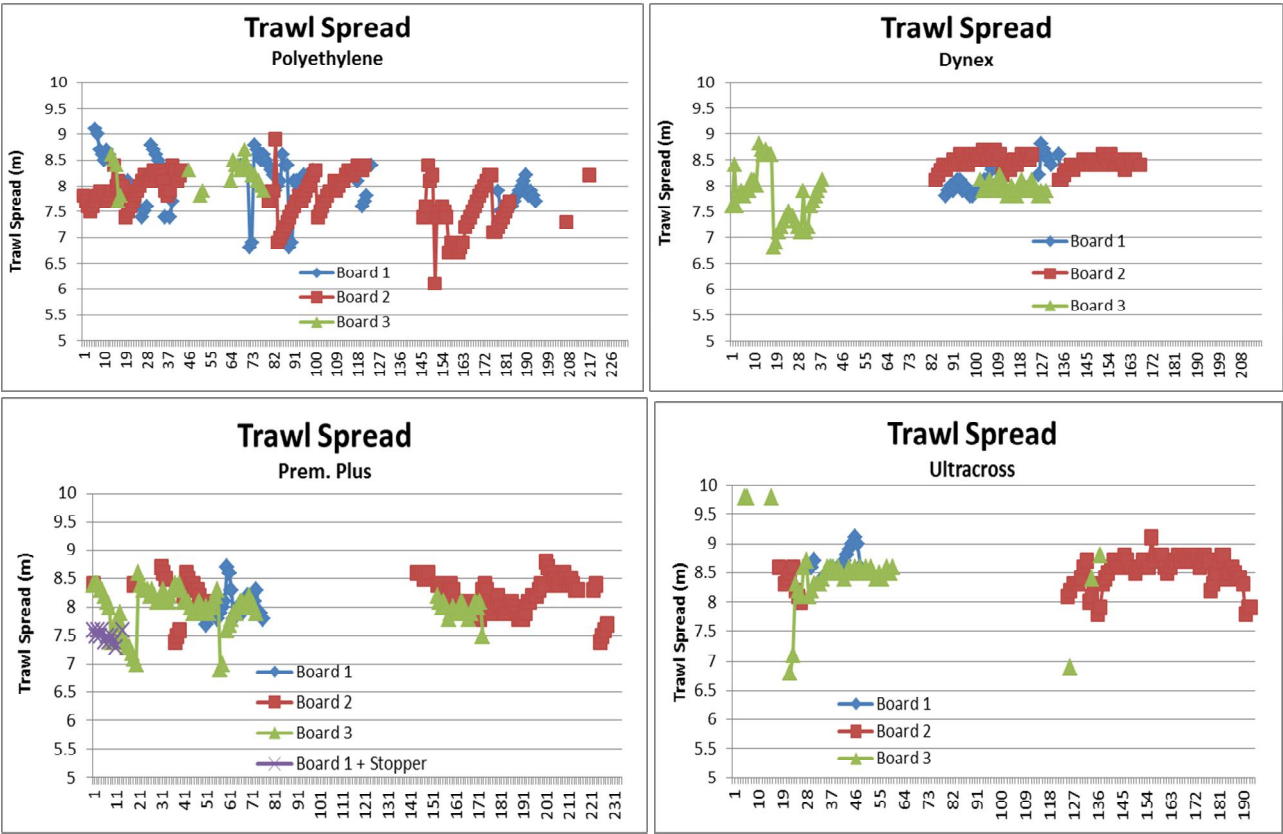 Trawl Spread
Polyethylene
Trawl Spread (m)
10
9.5
9
8.5
8
7.5
7
6.5
6
5.5
5
Board 1
Board 2
Board 3
1 10 19 28 37 46 55 64 73 82 91 100 109 118 127 136 145 154 163 172 181 190 199 208 217 226
Trawl Spread
Dynex
Trawl Spread (m)
10
9.5
9
8.5
8
7.5
7
6.5
6
5.5
5
Board 1
Board 2
Board 3
1 10 19 28 37 46 55 64 73 82 91 100 109 118 127 136 145 154 163 172 181 190 199 208
Trawl Spread
Prem. Plus
Trawl Spread (m)
10
9.5
9
8.5
8
7.5
7
6.5
6
5.5
5
Board 1
Board 2
Board 3
Board 1 + Stopper
1 11 21 31 41 51 61 71 81 91 101 111 121 131 141 151 161 171 181 191 201 211 221 231
Trawl Spread
Ultracross
Trawl Spread (m)
10
9.5
9
8.5
8
7.5
7
6.5
6
5.5
5
Board 1
Board 2
Board 3
1 10 19 28 37 46 55 64 73 82 91 100 109 118 127 136 145 154 163 172 181 190